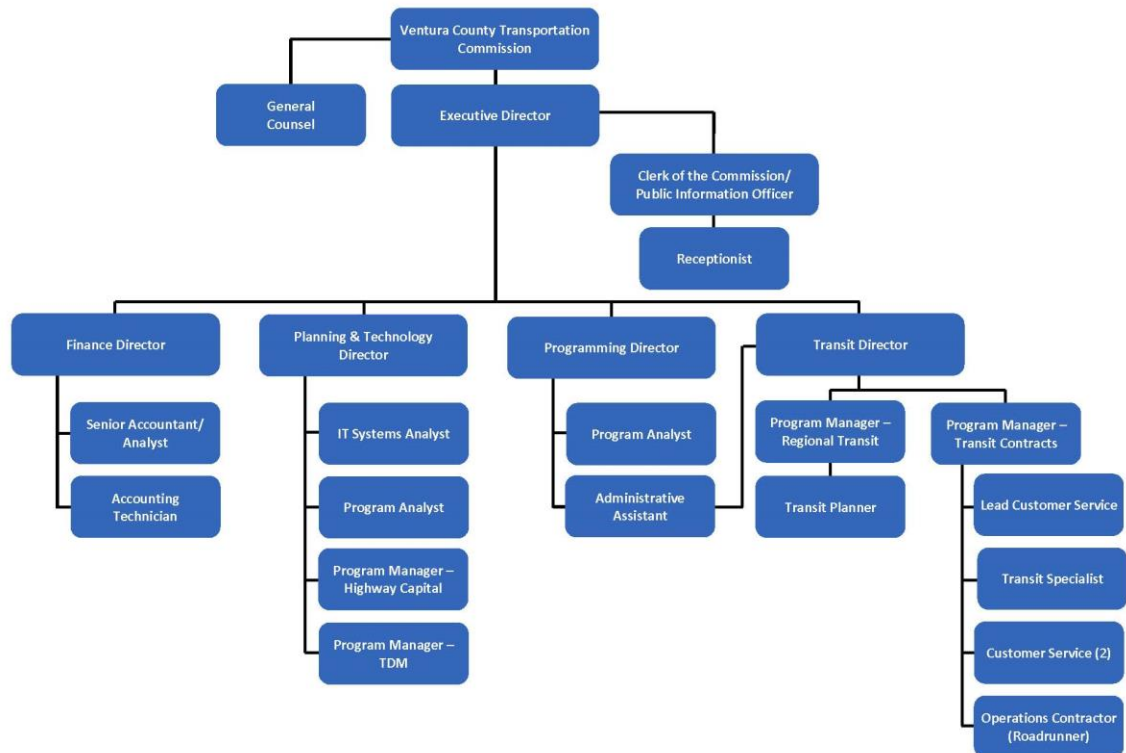 Ventura County Transportation
Commission
General
Counsel
Executive Director
Clerk of the Commission/
Public Information Officer
Receptionist
Finance Director
Planning & Technology
Director
Programming Director
Transit Director
Senior Accountant/
Analyst
Accounting
Technician
IT Systems Analyst
Program Analyst
Program Manager –
Highway Capital
Program Manager –
TDM
Program Analyst
Administrative
Assistant
Program Manager –
Regional Transit
Transit Planner
Program Manager –
Transit Contracts
Lead Customer Service
Transit Specialist
Customer Service (2)
Operations Contractor
(Roadrunner)